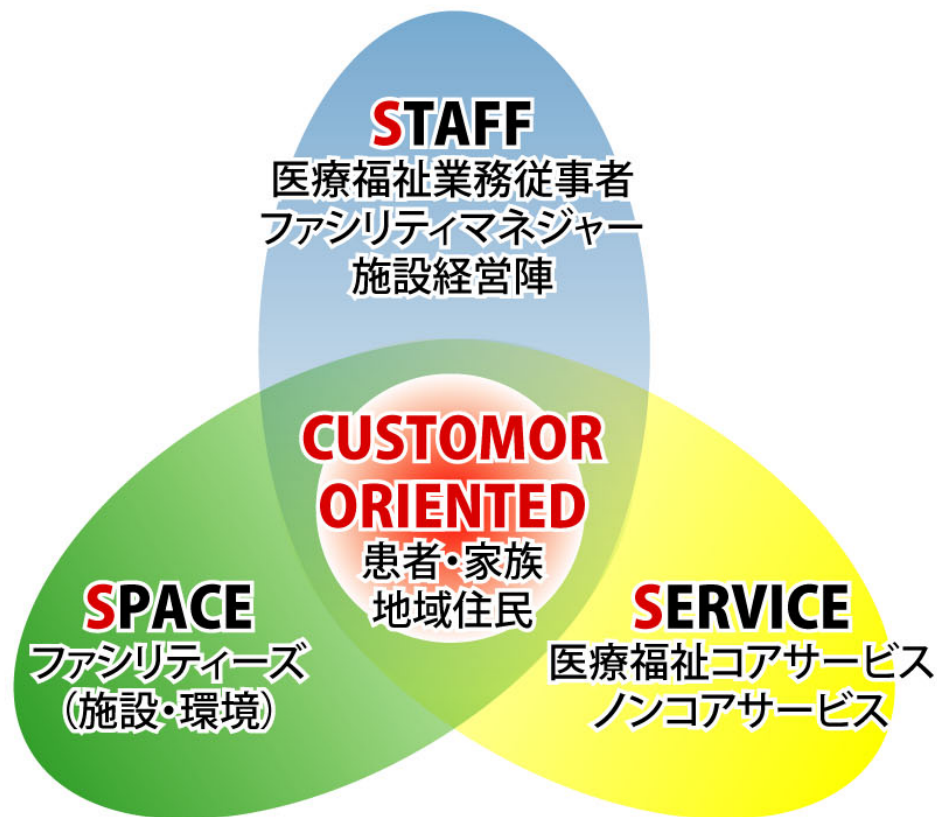 STAFF
医療福祉業務従事者
ファシリティマネジャー
施設経営陣
CUSTOMOR
ORIENTED
患者・家族
地域住民
SPACE
ファシリティーズ
（施設・環境）
SERVICE
医療福祉コアサービス
ノンコアサービス